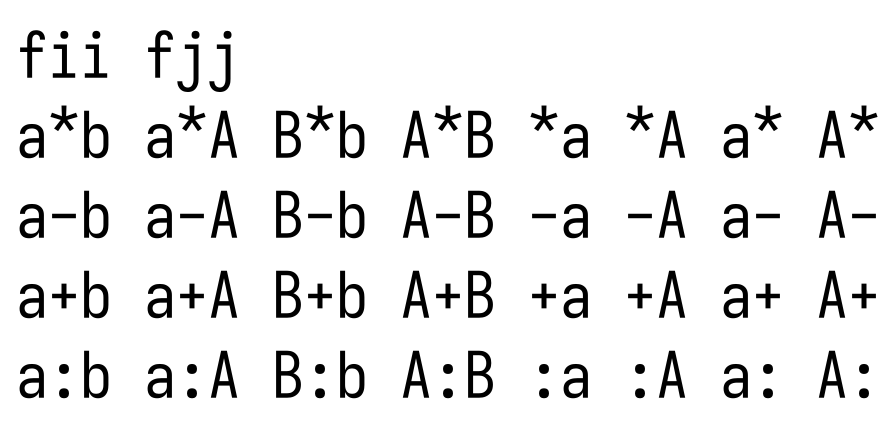 fii fjj
a*b a*A B*b A*B *a *A a* A*
a-b a-A B-b A-B -a -A a- A-
a+b a+A B+b A+B +a +A a+ A+
a:b a:A B:b A:B :a :A a: A: